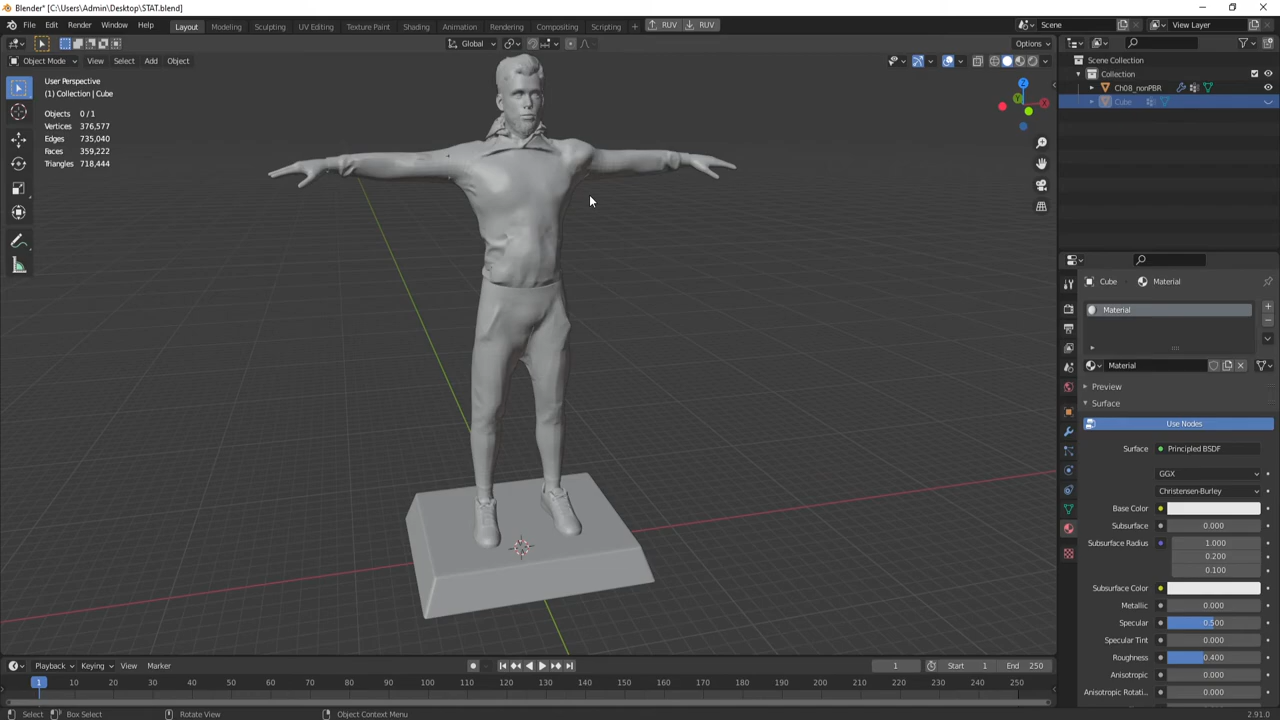 Blender* [C:\Users\Admin\Desktop\STAT.blend]
File Edit Render Window Help Layout Modeling Sculpting UV Editing Texture Paint Shading Animation Rendering Compositing Scripting + RUV RUV Scene View Layer
Global Options
Object Mode View Select Add Object
Scene Collection
Collection
Ch08_nonPBR
Cube
User Perspective
(1) Collection | Cube
Objects 0 / 1
Vertices 376,577
Edges 735,040
Faces 359,222
Triangles 718,444
Z
X
Y
Cube Material
Material
Material
Preview
Surface
Use Nodes
Surface Principled BSDF
GGX
Christensen-Burley
Base Color
Subsurface 0.000
Subsurface Radius 1.000
0.200
0.100
Subsurface Color
Metallic 0.000
Specular 0.500
Specular Tint 0.000
Roughness 0.400
Anisotropic 0.000
Anisotropic Rotati... 0.000
Playback Keying View Marker 1 Start 1 End 250
1 10 20 30 40 50 60 70 80 90 100 110 120 130 140 150 160 170 180 190 200 210 220 230 240 250
Select Box Select Rotate View Object Context Menu 2.91.0